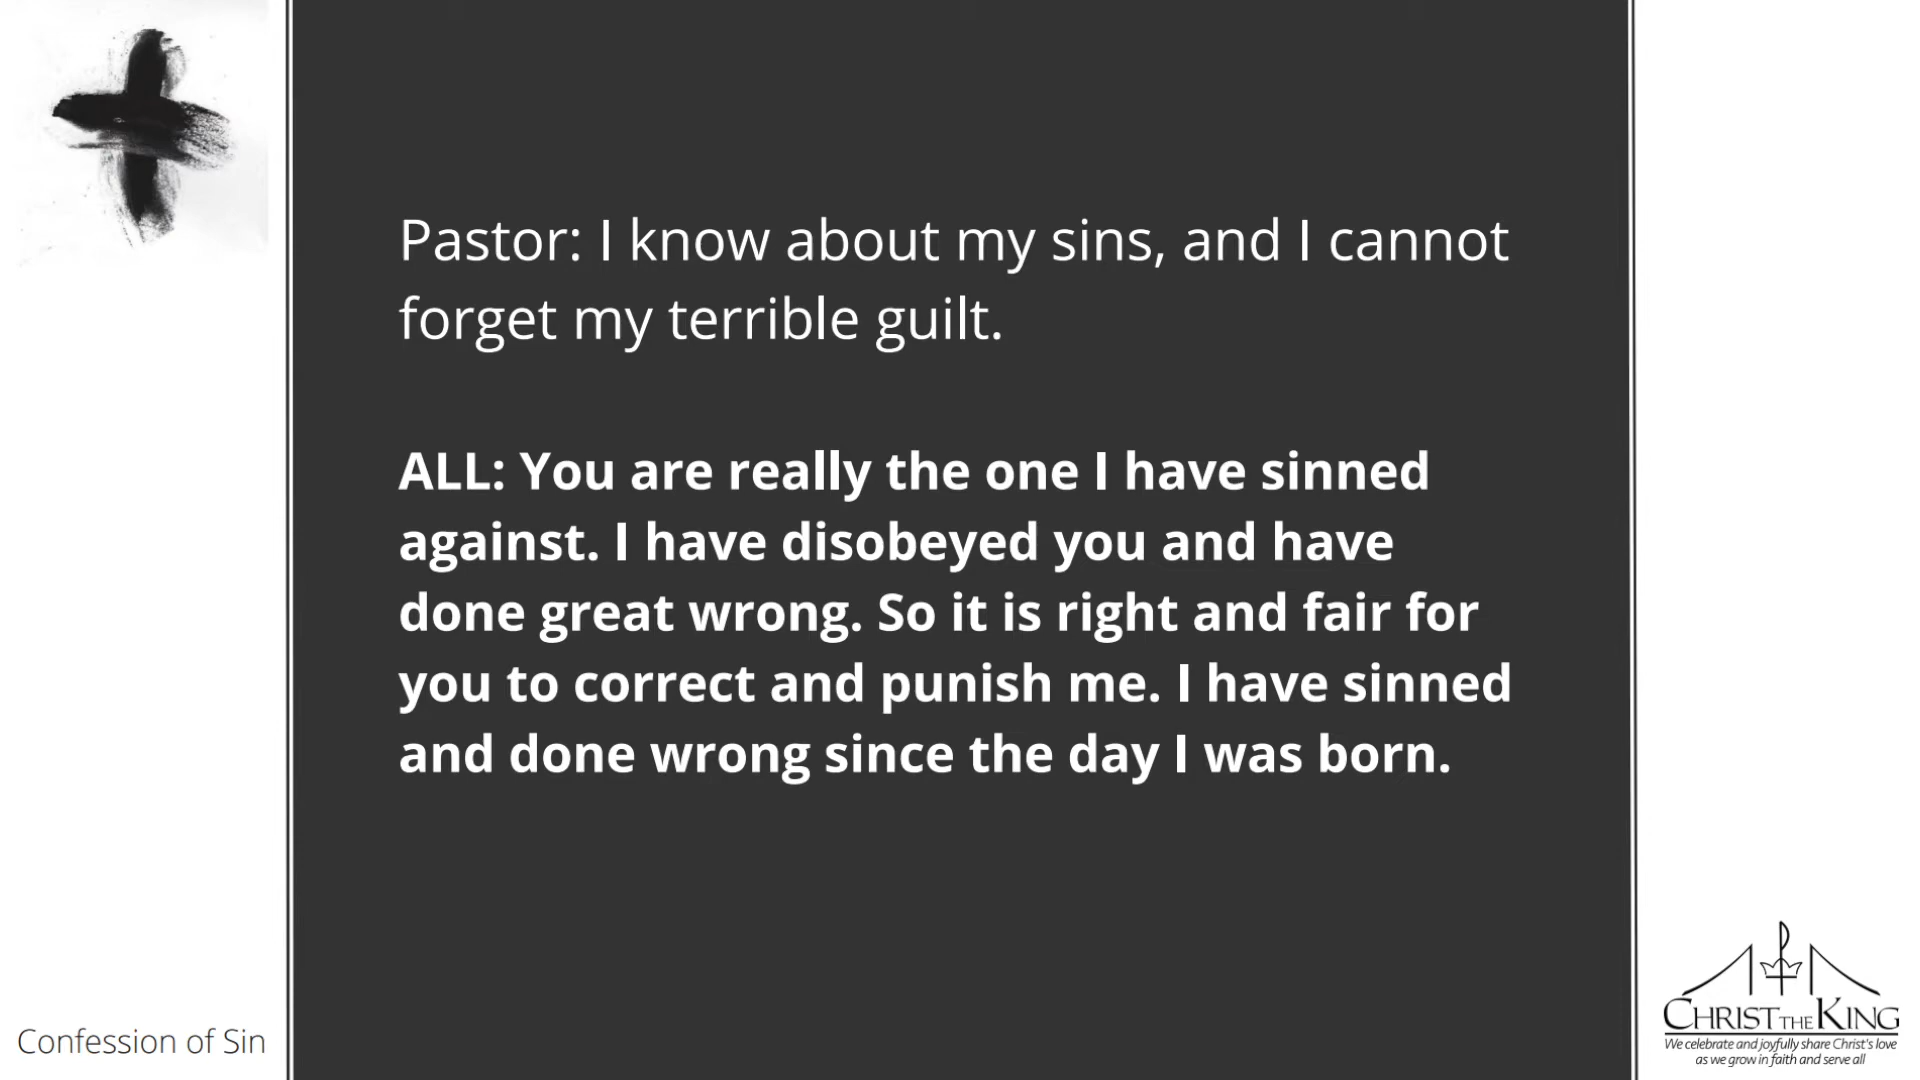 Pastor: I know about my sins, and I cannot
forget my terrible guilt.
ALL: You are really the one I have sinned
against. I have disobeyed you and have
done great wrong. So it is right and fair for
you to correct and punish me. I have sinned
and done wrong since the day I was born.
Confession of Sin
CHRIST THE KING
We celebrate and joyfully share Christ's love
as we grow in faith and serve all